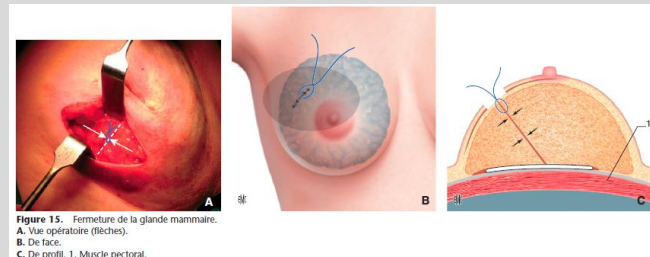 A
B
1
C
Figure 15. Fermeture de la glande mammaire.
A. Vue opératoire (flèches).
B. De face.
C. De profil. 1. Muscle pectoral.